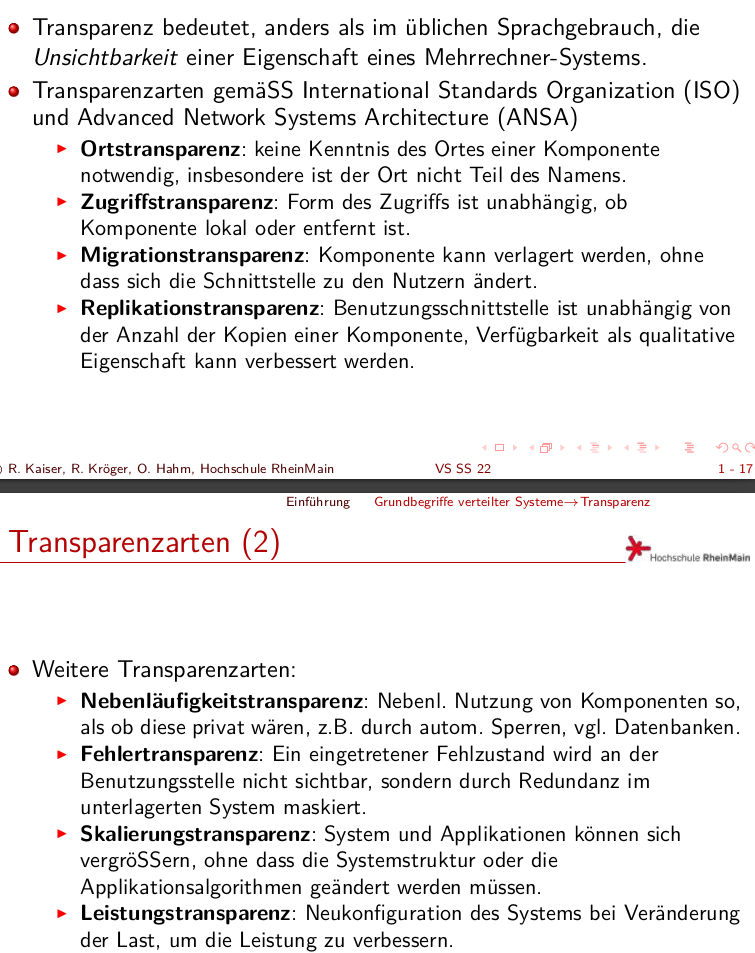 Transparenz bedeutet, anders als im üblichen Sprachgebrauch, die
Unsichtbarkeit einer Eigenschaft eines Mehrrechner-Systems.
Transparenzarten gemäSS International Standards Organization (ISO)
und Advanced Network Systems Architecture (ANSA)
Ortstransparenz: keine Kenntnis des Ortes einer Komponente
notwendig, insbesondere ist der Ort nicht Teil des Namens.
Zugriffstransparenz: Form des Zugriffs ist unabhängig, ob
Komponente lokal oder entfernt ist.
Migrationstransparenz: Komponente kann verlagert werden, ohne
dass sich die Schnittstelle zu den Nutzern ändert.
Replikationstransparenz: Benutzungsschnittstelle ist unabhängig von
der Anzahl der Kopien einer Komponente, Verfügbarkeit als qualitative
Eigenschaft kann verbessert werden.
R. Kaiser, R. Kröger, O. Hahm, Hochschule RheinMain VS SS 22 1 - 17
Einführung Grundbegriffe verteilter Systeme→Transparenz
Transparenzarten (2)
Hochschule RheinMain
Weitere Transparenzarten:
Nebenläufigkeitstransparenz: Nebenl. Nutzung von Komponenten so,
als ob diese privat wären, z.B. durch autom. Sperren, vgl. Datenbanken.
Fehlertransparenz: Ein eingetretener Fehlzustand wird an der
Benutzungsstelle nicht sichtbar, sondern durch Redundanz im
unterlagerten System maskiert.
Skalierungstransparenz: System und Applikationen können sich
vergröSSern, ohne dass die Systemstruktur oder die
Applikationsalgorithmen geändert werden müssen.
Leistungstransparenz: Neukonfiguration des Systems bei Veränderung
der Last, um die Leistung zu verbessern.